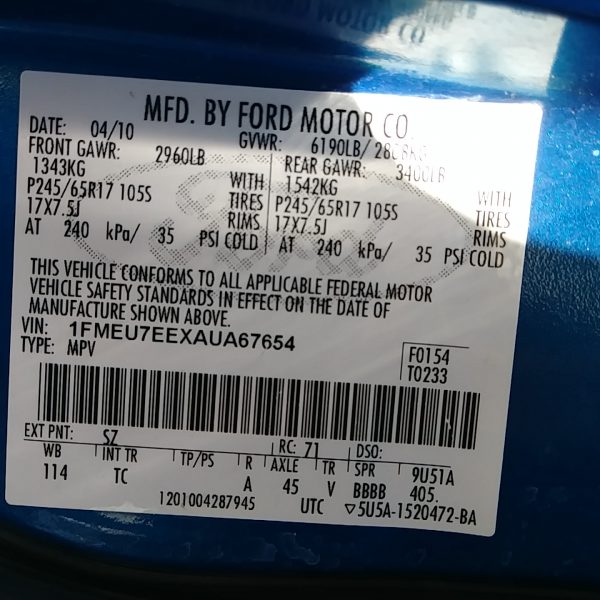 MFD. BY FORD MOTOR CO.
DATE: 04/10 GVWR: 6190LB/ 2808KG
FRONT GAWR: 2960LB REAR GAWR: 3400LB
1343KG WITH 1542KG WITH
P245/65R17 105S TIRES P245/65R17 105S TIRES
17X7.5J RIMS 17X7.5J RIMS
AT 240 kPa/ 35 PSI COLD AT 240 kPa/ 35 PSI COLD
THIS VEHICLE CONFORMS TO ALL APPLICABLE FEDERAL MOTOR
VEHICLE SAFETY STANDARDS IN EFFECT ON THE DATE OF
MANUFACTURE SHOWN ABOVE.
VIN: 1FMEU7EEXAUA67654
TYPE: MPV
F0154
T0233
EXT PNT: SZ RC: 71 DSO:
WB INT TR TP/PS R AXLE TR SPR 9U51A
114 TC A 45 V BBBB 405.
1201004287945 UTC ▽5U5A-1520472-BA